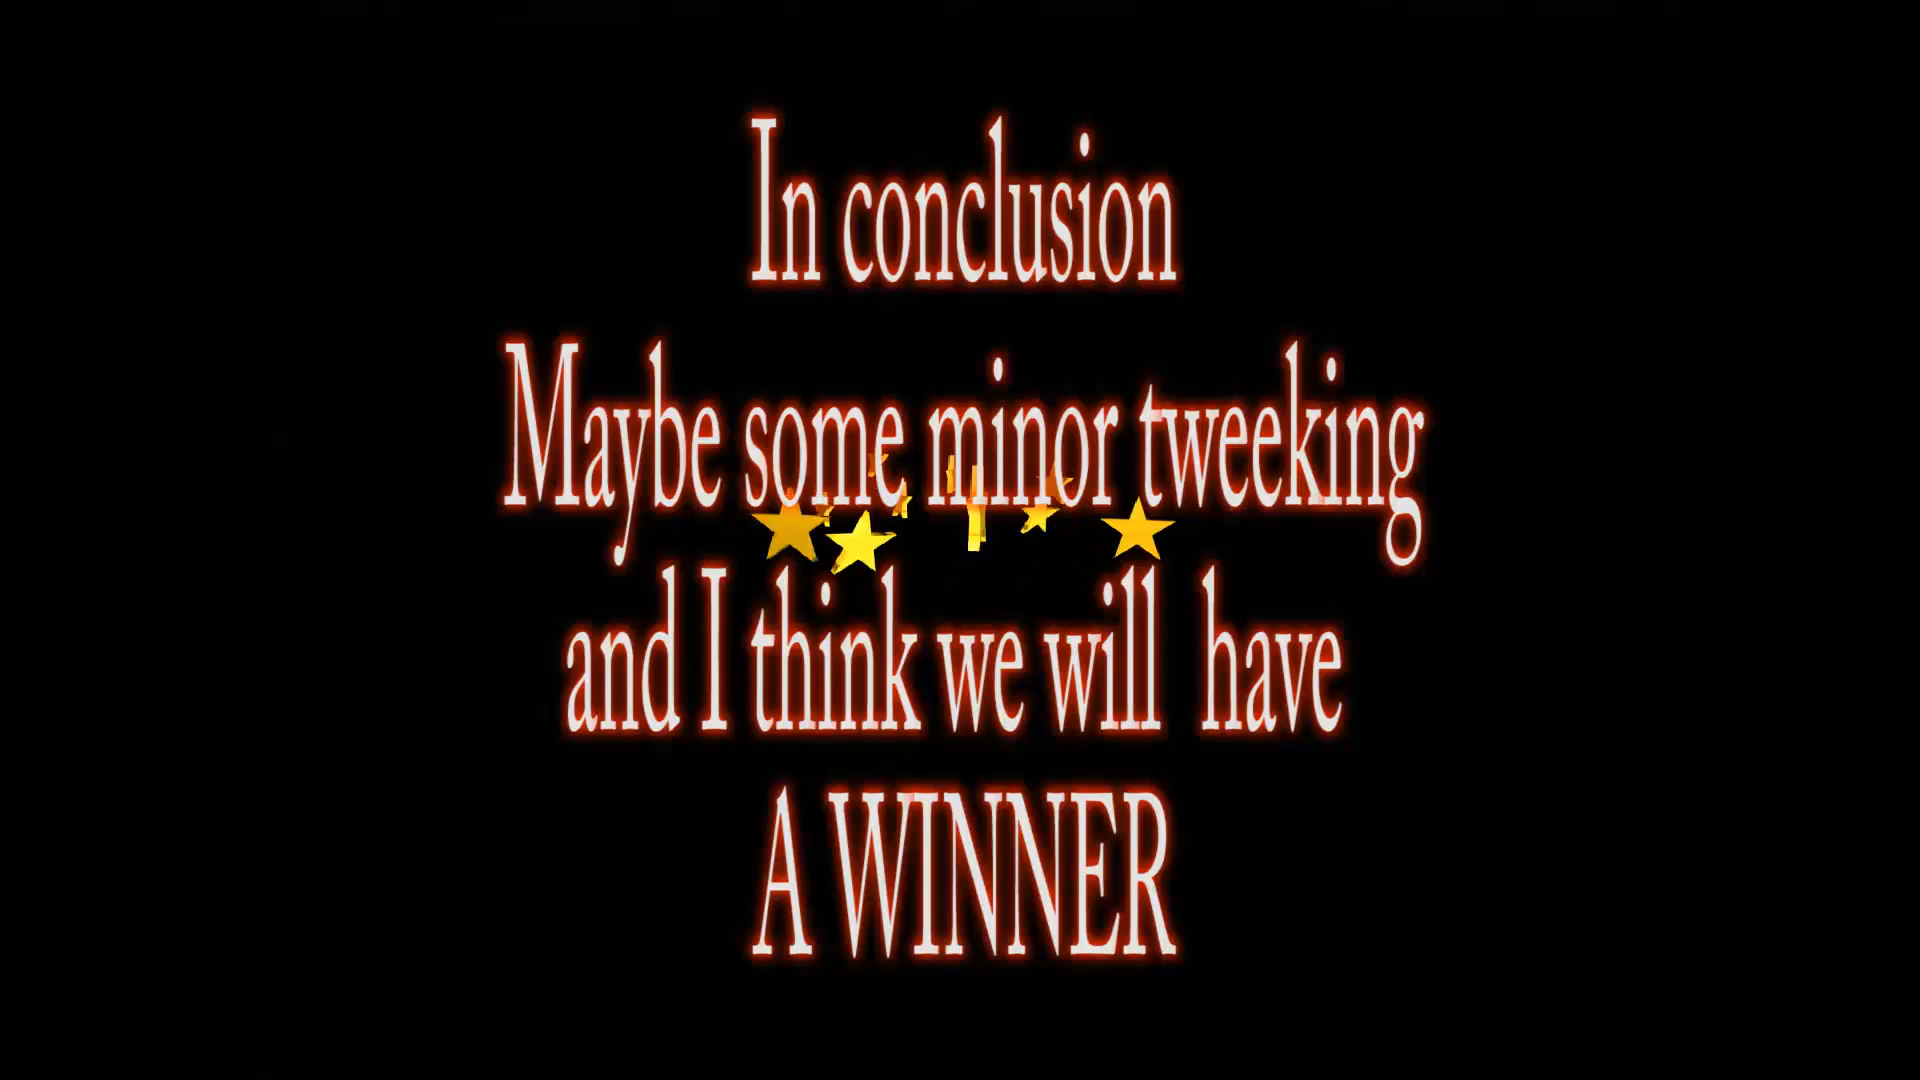 In conclusion
Maybe some minor tweeking
and I think we will have
A WINNER